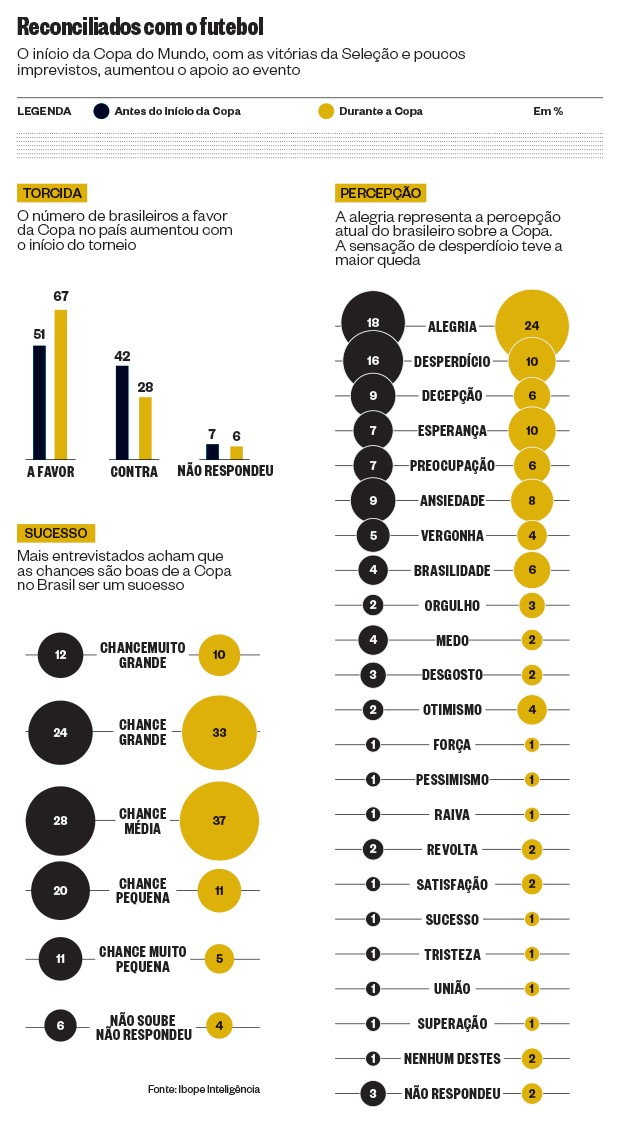 Reconciliados com o futebol
O início da Copa do Mundo, com as vitórias da Seleção e poucos
imprevistos, aumentou o apoio ao evento
LEGENDA Antes do início da Copa Durante a Copa Em %
TORCIDA
O número de brasileiros a favor
da Copa no país aumentou com
o início do torneio
51 67
42 28
7 6
A FAVOR CONTRA NÃO RESPONDEU
SUCESSO
Mais entrevistados acham que
as chances são boas de a Copa
no Brasil ser um sucesso
12 CHANCEMUITO 10
GRANDE
24 CHANCE 33
GRANDE
28 CHANCE 37
MÉDIA
20 CHANCE 11
PEQUENA
11 CHANCE MUITO 5
PEQUENA
6 NÃO SOUBE 4
NÃO RESPONDEU
Fonte: Ibope Inteligência
PERCEPÇÃO
A alegria representa a percepção
atual do brasileiro sobre a Copa.
A sensação de desperdício teve a
maior queda
18 ALEGRIA 24
16 DESPERDÍCIO 10
9 DECEPÇÃO 6
7 ESPERANÇA 10
7 PREOCUPAÇÃO 6
9 ANSIEDADE 8
5 VERGONHA 4
4 BRASILIDADE 6
2 ORGULHO 3
4 MEDO 2
3 DESGOSTO 2
2 OTIMISMO 4
1 FORÇA 1
1 PESSIMISMO 1
1 RAIVA 1
2 REVOLTA 2
1 SATISFAÇÃO 2
1 SUCESSO 1
1 TRISTEZA 1
1 UNIÃO 1
1 SUPERAÇÃO 1
1 NENHUM DESTES 2
3 NÃO RESPONDEU 2